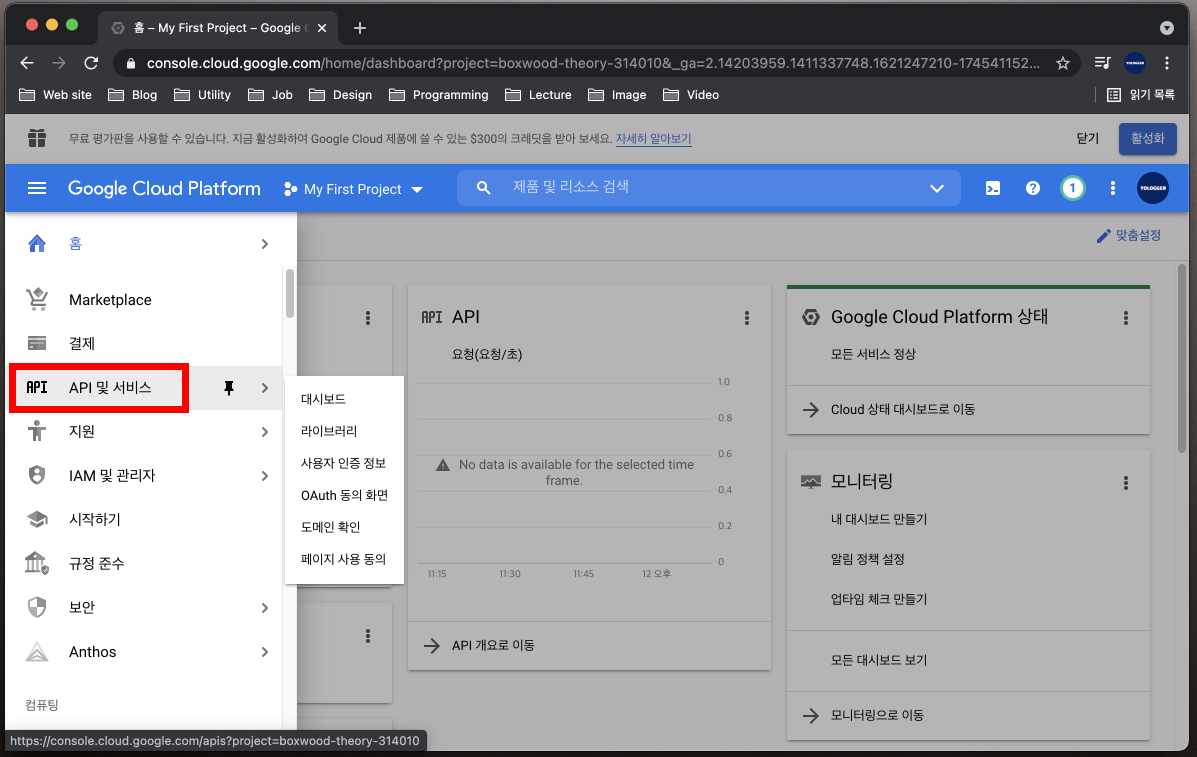 홈 – My First Project – Google C
console.cloud.google.com/home/dashboard?project=boxwood-theory-314010&_ga=2.14203959.1411337748.1621247210-174541152...
Web site Blog Utility Job Design Programming Lecture Image Video 읽기 목록
무료 평가판을 사용할 수 있습니다. 지금 활성화하여 Google Cloud 제품에 쓸 수 있는 $300의 크레딧을 받아 보세요. 자세히 알아보기 닫기 활성화
Google Cloud Platform My First Project 제품 및 리소스 검색 1 VOLOGGER
맞춤설정
홈
Marketplace
결제
API API 및 서비스
지원
IAM 및 관리자
시작하기
규정 준수
보안
Anthos
컴퓨팅
대시보드
라이브러리
사용자 인증 정보
OAuth 동의 화면
도메인 확인
페이지 사용 동의
API API
요청(요청/초)
1.0
0.8
0.6
No data is available for the selected time
frame.
0.4
0.2
0
11:15 11:30 11:45 12 오후
API 개요로 이동
Google Cloud Platform 상태
모든 서비스 정상
Cloud 상태 대시보드로 이동
모니터링
내 대시보드 만들기
알림 정책 설정
업타임 체크 만들기
모든 대시보드 보기
모니터링으로 이동
https://console.cloud.google.com/apis?project=boxwood-theory-314010